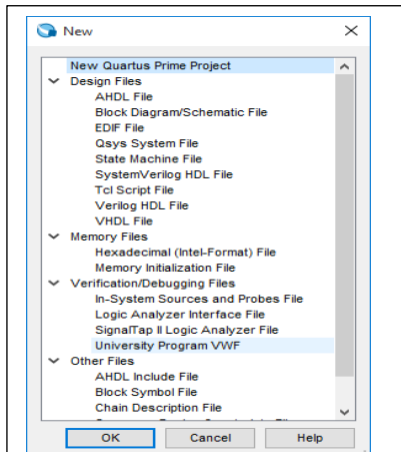 New
New Quartus Prime Project
Design Files
AHDL File
Block Diagram/Schematic File
EDIF File
Qsys System File
State Machine File
SystemVerilog HDL File
Tcl Script File
Verilog HDL File
VHDL File
Memory Files
Hexadecimal (Intel-Format) File
Memory Initialization File
Verification/Debugging Files
In-System Sources and Probes File
Logic Analyzer Interface File
SignalTap II Logic Analyzer File
University Program VWF
Other Files
AHDL Include File
Block Symbol File
Chain Description File
OK Cancel Help